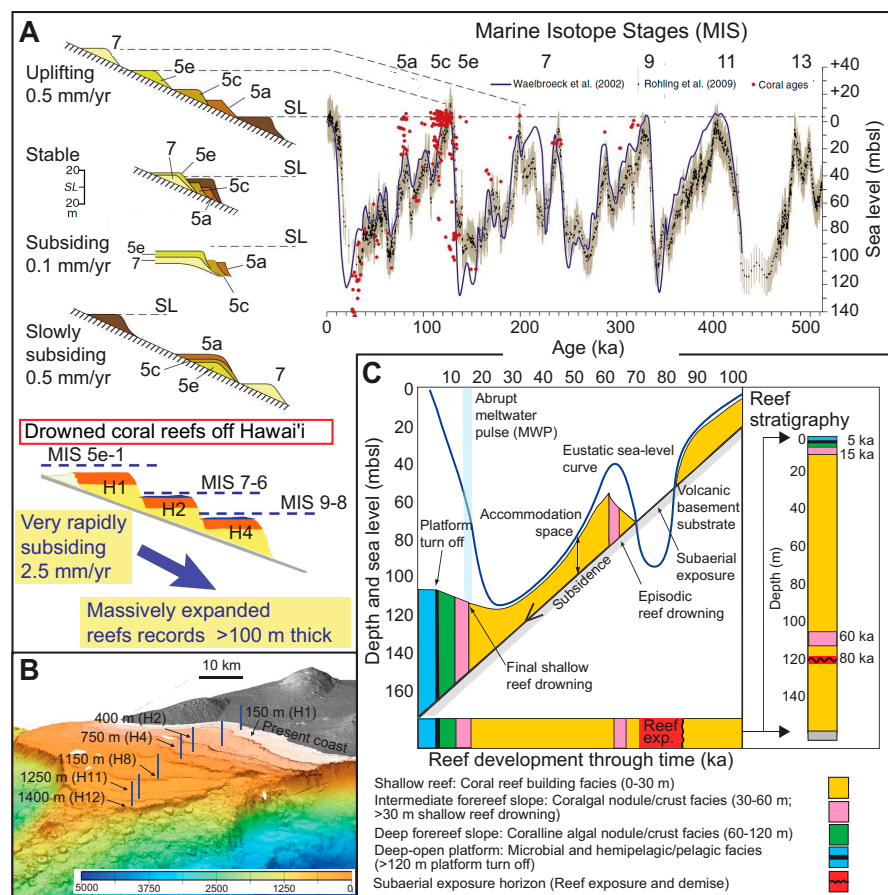 A
7
5e
5c
5a
Uplifting
0.5 mm/yr
SL
Stable
20
SL
20
m
7
5e
SL
5c
5a
Subsiding
0.1 mm/yr
5e
7
SL
5a
5c
Slowly
subsiding
0.5 mm/yr
SL
5a
5c
5e
7
Marine Isotope Stages (MIS)
5a 5c 5e 7 9 11 13
Waelbroeck et al. (2002) Rohling et al. (2009) Coral ages
+40
+20
0
20
40
60
80
100
120
140
Sea level (mbsl)
0 100 200 300 400 500
Age (ka)
Drowned coral reefs off Hawai'i
MIS 5e-1
H1
MIS 7-6
H2
MIS 9-8
H4
Very rapidly
subsiding
2.5 mm/yr
Massively expanded
reefs records >100 m thick
B
10 km
400 m (H2)
150 m (H1)
750 m (H4)
Present coast
1150 m (H8)
1250 m (H11)
1400 m (H12)
5000 3750 2500 1250 0
C
10 20 30 40 50 60 70 80 90 100
0
20
40
60
80
100
120
140
160
Depth and sea level (mbsl)
Abrupt
meltwater
pulse (MWP)
Eustatic sea-level
curve
Accommodation
space
Volcanic
basement
substrate
Platform
turn off
Subaerial
exposure
Subsidence
Episodic
reef drowning
Final shallow
reef drowning
Reef
exp.
Reef development through time (ka)
Reef
stratigraphy
0
20
40
60
80
100
120
140
Depth (m)
5 ka
15 ka
60 ka
80 ka
Shallow reef: Coral reef building facies (0-30 m)
Intermediate forereef slope: Coralgal nodule/crust facies (30-60 m;
>30 m shallow reef drowning)
Deep forereef slope: Coralline algal nodule/crust facies (60-120 m)
Deep-open platform: Microbial and hemipelagic/pelagic facies
(>120 m platform turn off)
Subaerial exposure horizon (Reef exposure and demise)